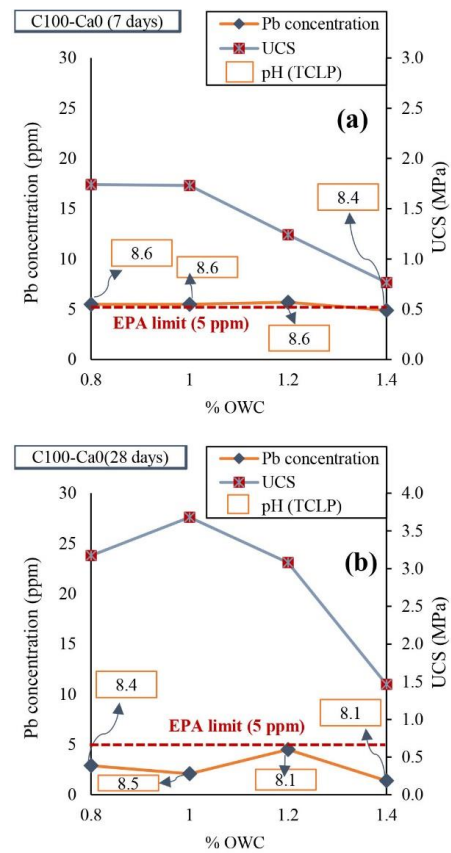 C100-Ca0 (7 days)
Pb concentration
UCS
pH (TCLP)
(a)
30
25
20
15
10
5
0
Pb concentration (ppm)
3.0
2.5
2.0
1.5
1.0
0.5
0.0
UCS (MPa)
8.4
8.6
8.6
EPA limit (5 ppm)
8.6
0.8
1
1.2
1.4
% OWC
C100-Ca0(28 days)
Pb concentration
UCS
pH (TCLP)
(b)
30
25
20
15
10
5
0
Pb concentration (ppm)
4.0
3.5
3.0
2.5
2.0
1.5
1.0
0.5
0.0
UCS (MPa)
8.4
8.1
EPA limit (5 ppm)
8.5
8.1
0.8
1
1.2
1.4
% OWC